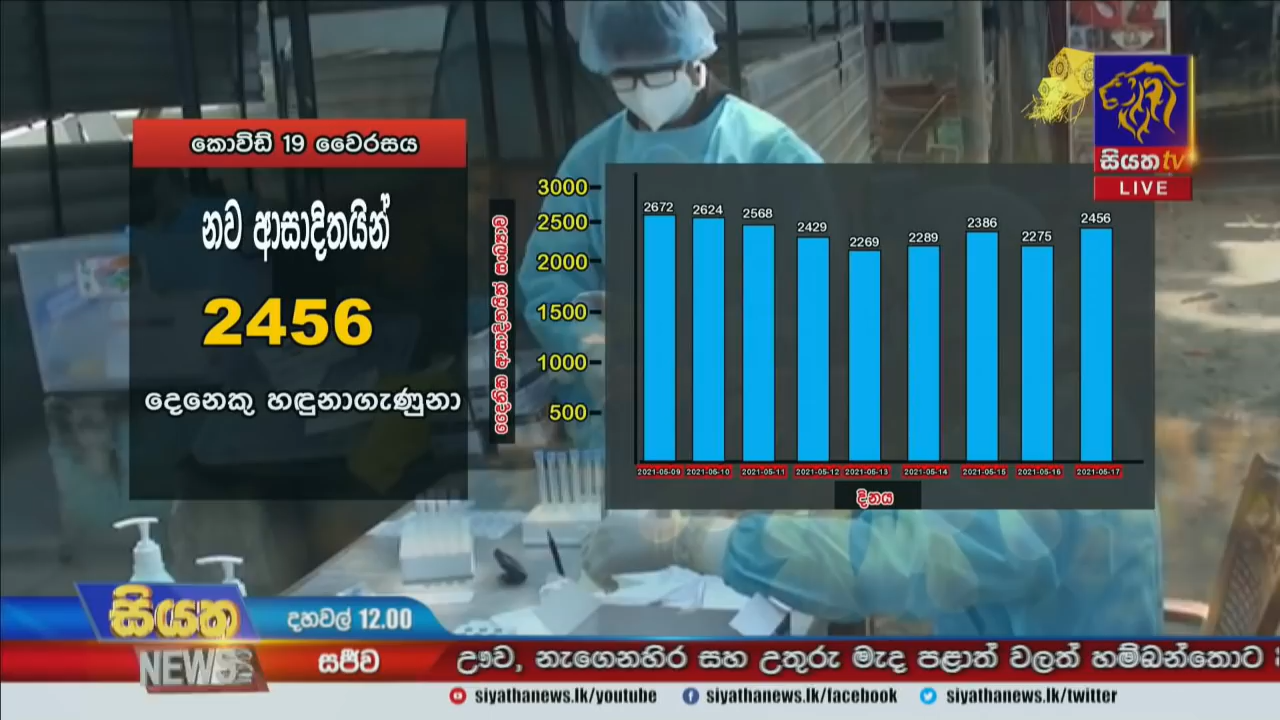 කොවිඩ් 19 වෛරසය
නව ආසාදිතයින්
2456
දෙනෙකු හඳුනාගැණුනා
දෛනික ආසාදිතයින් සංඛ්‍යාව
3000
2500
2000
1500
1000
500
2672 2624 2568 2429 2269 2289 2386 2275 2456
2021-05-09 2021-05-10 2021-05-11 2021-05-12 2021-05-13 2021-05-14 2021-05-15 2021-05-16 2021-05-17
දිනය
සියත tv
LIVE
සියත
දහවල් 12.00
NEWS
සජීව
ඌව, නැගෙනහිර සහ උතුරු මැද පළාත් වලත් හම්බන්තොට
siyathanews.lk/youtube siyathanews.lk/facebook siyathanews.lk/twitter